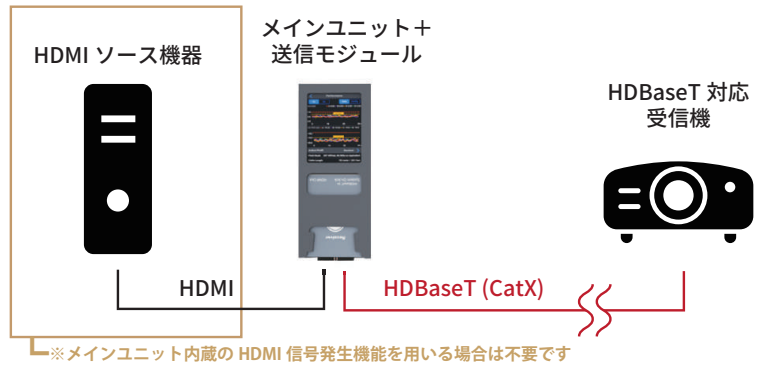 メインユニット＋
送信モジュール
HDMI ソース機器
HDBaseT 対応
受信機
HDMI
HDBaseT (CatX)
※メインユニット内蔵の HDMI 信号発生機能を用いる場合は不要です